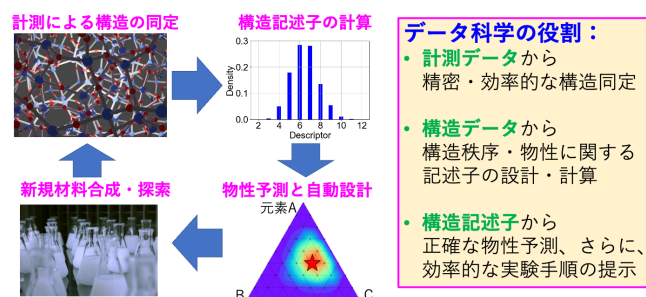 計測による構造の同定
構造記述子の計算
Density
0.3
0.2
0.1
0.0
2 4 6 8 10 12
Descriptor
新規材料合成・探索
物性予測と自動設計
元素A
B
C
データ科学の役割：
• 計測データから
精密・効率的な構造同定
• 構造データから
構造秩序・物性に関する
記述子の設計・計算
• 構造記述子から
正確な物性予測、さらに、
効率的な実験手順の提示